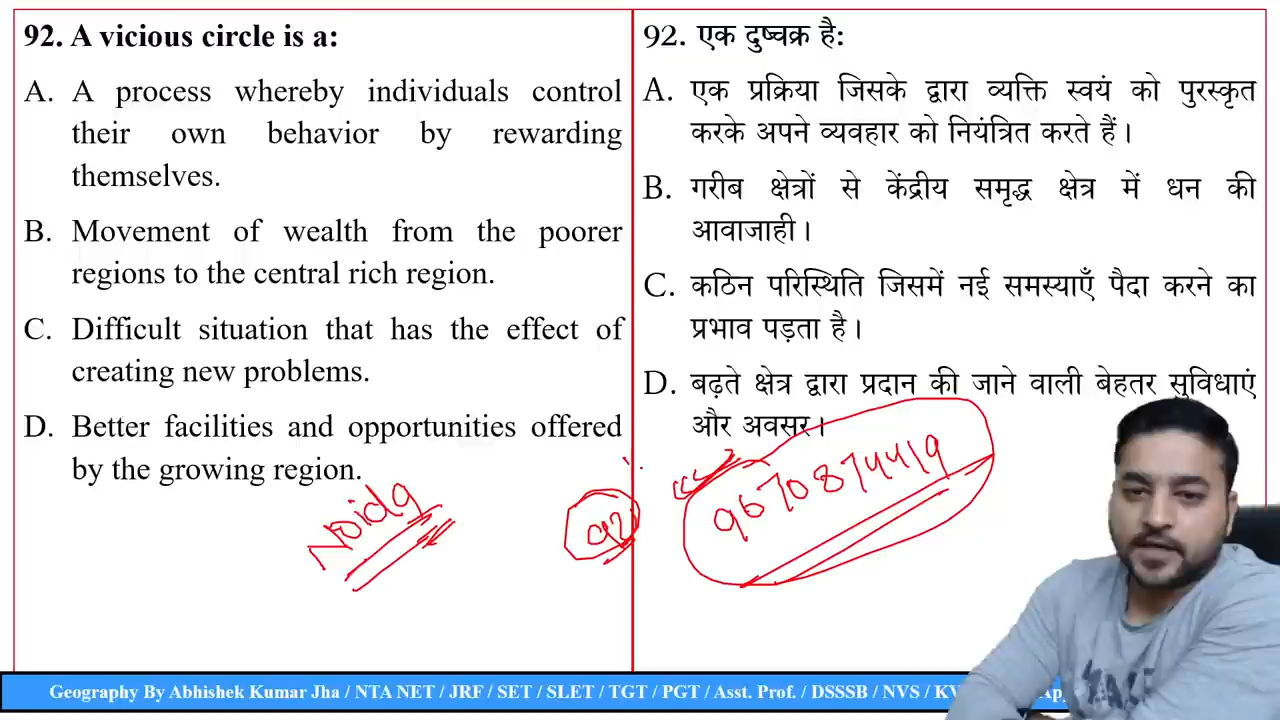 92. A vicious circle is a:
A. A process whereby individuals control
their own behavior by rewarding
themselves.
B. Movement of wealth from the poorer
regions to the central rich region.
C. Difficult situation that has the effect of
creating new problems.
D. Better facilities and opportunities offered
by the growing region.
92. एक दुष्चक्र है:
A. एक प्रक्रिया जिसके द्वारा व्यक्ति स्वयं को पुरस्कृत
करके अपने व्यवहार को नियंत्रित करते हैं।
B. गरीब क्षेत्रों से केंद्रीय समृद्ध क्षेत्र में धन की
आवाजाही।
C. कठिन परिस्थिति जिसमें नई समस्याएँ पैदा करने का
प्रभाव पड़ता है।
D. बढ़ते क्षेत्र द्वारा प्रदान की जाने वाली बेहतर सुविधाएं
और अवसर।
Noida
92
9670874419
Geography By Abhishek Kumar Jha / NTA NET / JRF / SET / SLET / TGT / PGT / Asst. Prof. / DSSSB / NVS /